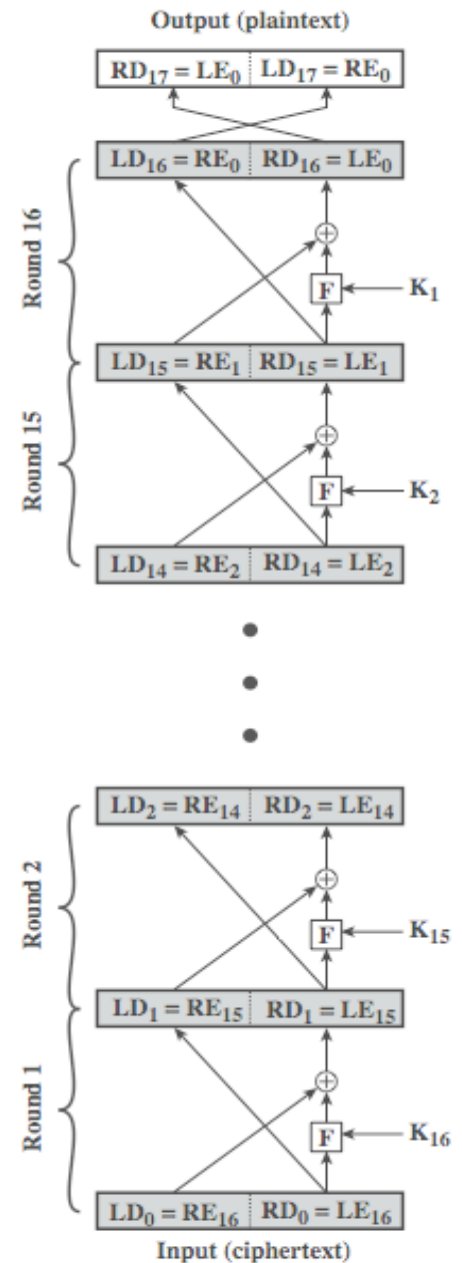 Output (plaintext)
RD₁₇ = LE₀ LD₁₇ = RE₀
LD₁₆ = RE₀ RD₁₆ = LE₀
Round 16
F K₁
LD₁₅ = RE₁ RD₁₅ = LE₁
Round 15
F K₂
LD₁₄ = RE₂ RD₁₄ = LE₂
LD₂ = RE₁₄ RD₂ = LE₁₄
Round 2
F K₁₅
LD₁ = RE₁₅ RD₁ = LE₁₅
Round 1
F K₁₆
LD₀ = RE₁₆ RD₀ = LE₁₆
Input (ciphertext)